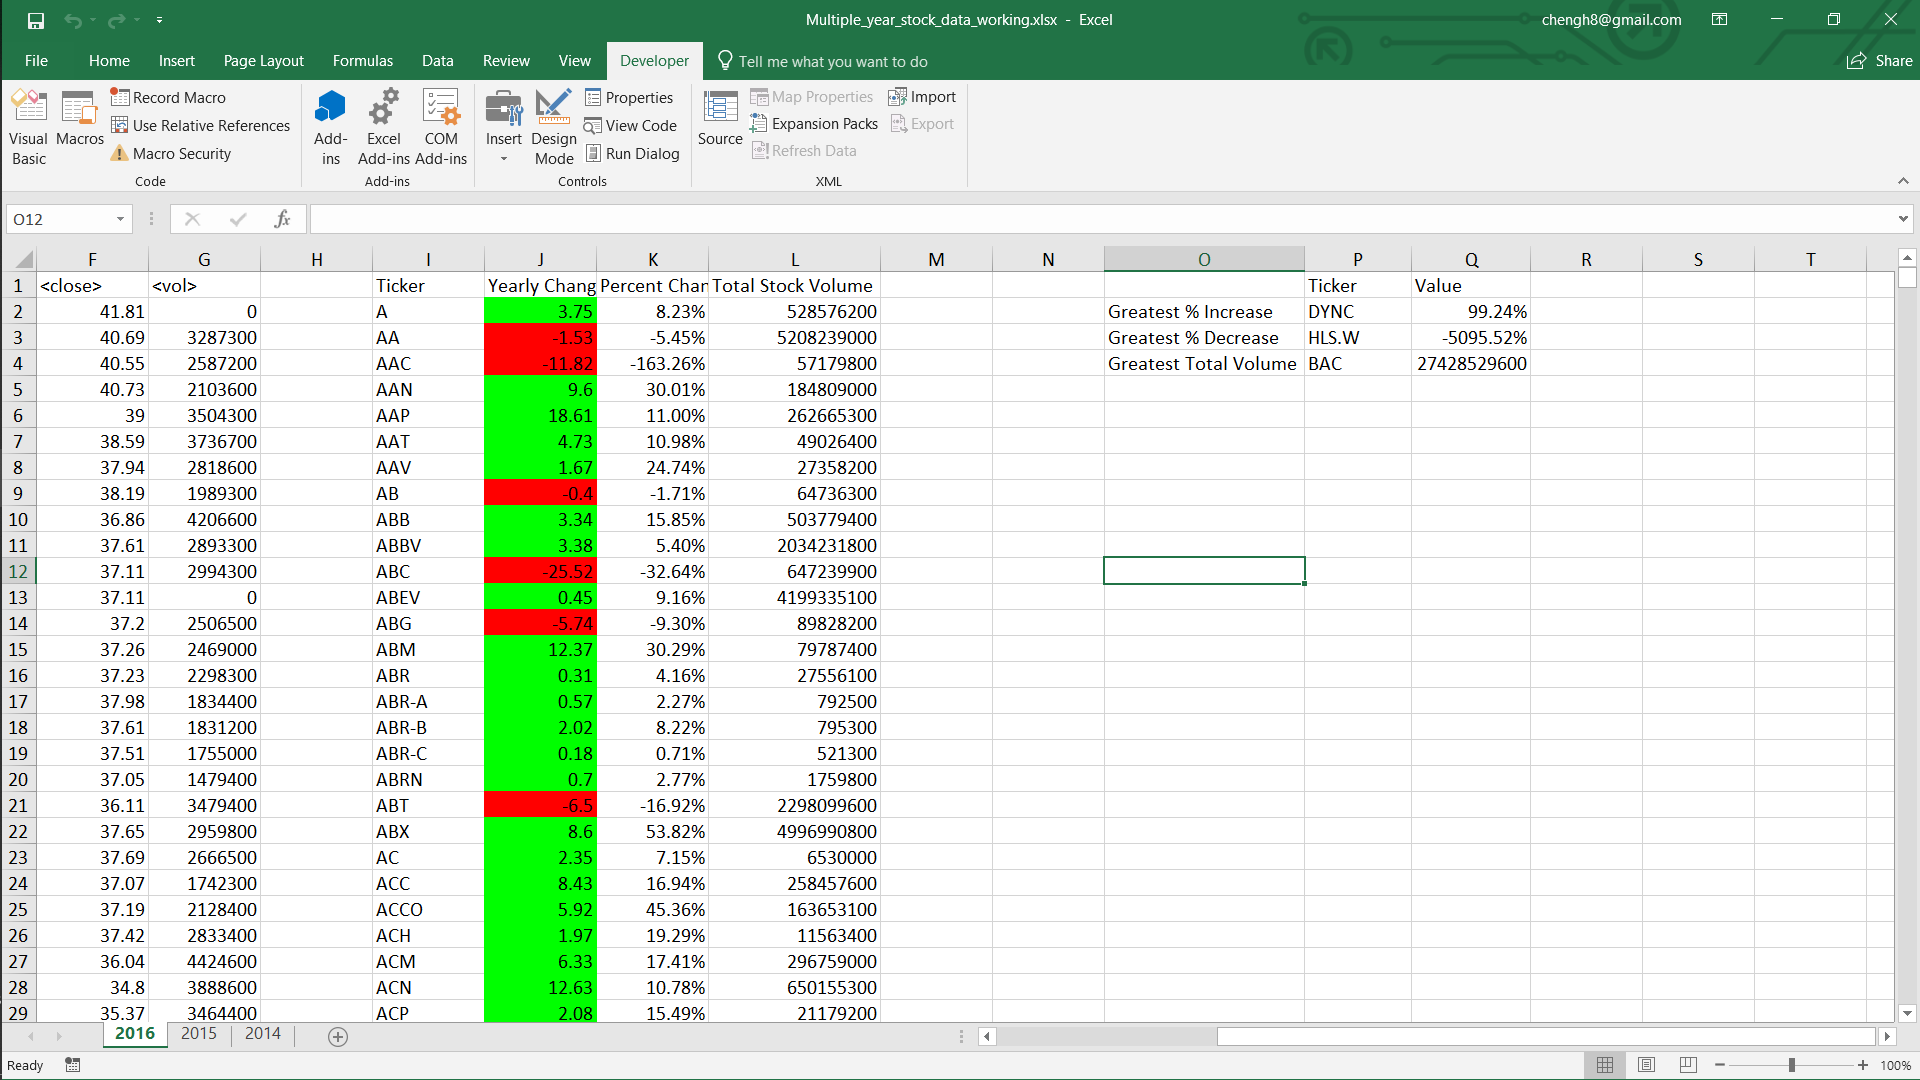 Multiple_year_stock_data_working.xlsx - Excel
chengh8@gmail.com
File Home Insert Page Layout Formulas Data Review View Developer Tell me what you want to do Share
Visual Basic
Macros
Record Macro
Use Relative References
Macro Security
Code
Add-ins
Excel Add-ins
COM Add-ins
Add-ins
Insert
Design Mode
Properties
View Code
Run Dialog
Controls
Source
Map Properties
Expansion Packs
Refresh Data
Import
Export
XML
O12
fx
F G H I J K L M N O P Q R S T
1 <close> <vol> Ticker Yearly Chang Percent Char Total Stock Volume Ticker Value
2 41.81 0 A 3.75 8.23% 528576200 Greatest % Increase DYNC 99.24%
3 40.69 3287300 AA -1.53 -5.45% 5208239000 Greatest % Decrease HLS.W -5095.52%
4 40.55 2587200 AAC -11.82 -163.26% 57179800 Greatest Total Volume BAC 27428529600
5 40.73 2103600 AAN 9.6 30.01% 184809000
6 39 3504300 AAP 18.61 11.00% 262665300
7 38.59 3736700 AAT 4.73 10.98% 49026400
8 37.94 2818600 AAV 1.67 24.74% 27358200
9 38.19 1989300 AB -0.4 -1.71% 64736300
10 36.86 4206600 ABB 3.34 15.85% 503779400
11 37.61 2893300 ABBV 3.38 5.40% 2034231800
12 37.11 2994300 ABC -25.52 -32.64% 647239900
13 37.11 0 ABEV 0.45 9.16% 4199335100
14 37.2 2506500 ABG -5.74 -9.30% 89828200
15 37.26 2469000 ABM 12.37 30.29% 79787400
16 37.23 2298300 ABR 0.31 4.16% 27556100
17 37.98 1834400 ABR-A 0.57 2.27% 792500
18 37.61 1831200 ABR-B 2.02 8.22% 795300
19 37.51 1755000 ABR-C 0.18 0.71% 521300
20 37.05 1479400 ABRN 0.7 2.77% 1759800
21 36.11 3479400 ABT -6.5 -16.92% 2298099600
22 37.65 2959800 ABX 8.6 53.82% 4996990800
23 37.69 2666500 AC 2.35 7.15% 6530000
24 37.07 1742300 ACC 8.43 16.94% 258457600
25 37.19 2128400 ACCO 5.92 45.36% 163653100
26 37.42 2833400 ACH 1.97 19.29% 11563400
27 36.04 4424600 ACM 6.33 17.41% 296759000
28 34.8 3888600 ACN 12.63 10.78% 650155300
29 35.37 3464400 ACP 2.08 15.49% 21179200
2016 2015 2014
Ready
100%